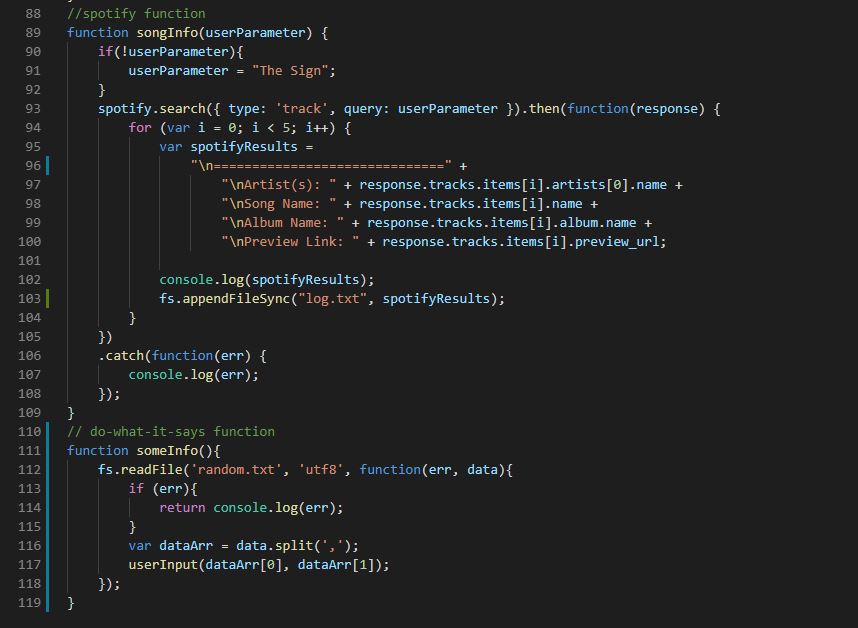 88 //spotify function
89 function songInfo(userParameter) {
90     if(!userParameter){
91         userParameter = "The Sign";
92     }
93     spotify.search({ type: 'track', query: userParameter }).then(function(response) {
94         for (var i = 0; i < 5; i++) {
95             var spotifyResults =
96                 "\n==============================" +
97                     "\nArtist(s): " + response.tracks.items[i].artists[0].name +
98                     "\nSong Name: " + response.tracks.items[i].name +
99                     "\nAlbum Name: " + response.tracks.items[i].album.name +
100                     "\nPreview Link: " + response.tracks.items[i].preview_url;
101
102             console.log(spotifyResults);
103             fs.appendFileSync("log.txt", spotifyResults);
104         }
105     })
106     .catch(function(err) {
107         console.log(err);
108     });
109 }
110 // do-what-it-says function
111 function someInfo(){
112     fs.readFile('random.txt', 'utf8', function(err, data){
113         if (err){
114             return console.log(err);
115         }
116         var dataArr = data.split(',');
117         userInput(dataArr[0], dataArr[1]);
118     });
119 }